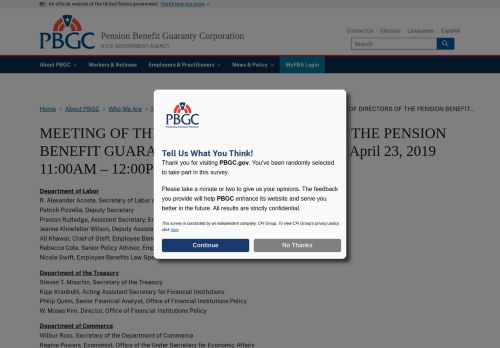 An official website of the United States government Here's how you know
PBGC
Pension Benefit Guaranty Corporation
A U.S. GOVERNMENT AGENCY
Contact Us Glossary Languages Español
Search
About PBGC Workers & Retirees Employers & Practitioners News & Policy MyPBA Login
Home > About PBGC > Who We Are >
OF DIRECTORS OF THE PENSION BENEFIT...
MEETING OF TH
THE PENSION
BENEFIT GUARA
April 23, 2019
11:00AM – 12:00P
Department of Labor
R. Alexander Acosta, Secretary of Labor
Patrick Pizzella, Deputy Secretary
Preston Rutledge, Assistant Secretary, Em
Jeanne Klinefelter Wilson, Deputy Assista
Ali Khawar, Chief of Staff, Employee Benef
Rebecca Cole, Senior Policy Advisor, Emp
Nicole Swift, Employee Benefits Law Spec
Department of the Treasury
Steven T. Mnuchin, Secretary of the Treasury
Kipp Kranbuhl, Acting Assistant Secretary for Financial Institutions
Philip Quinn, Senior Financial Analyst, Office of Financial Institutions Policy
W. Moses Kim, Director, Office of Financial Institutions Policy
Department of Commerce
Wilbur Ross, Secretary of the Department of Commerce
Regina Powers, Economist, Office of the Under Secretary for Economic Affairs
PBGC
Protecting America's Pensions
Tell Us What You Think!
Thank you for visiting PBGC.gov. You've been randomly selected
to take part in this survey.
Please take a minute or two to give us your opinions. The feedback
you provide will help PBGC enhance its website and serve you
better in the future. All results are strictly confidential.
This survey is conducted by an independent company, CFI Group. To view CFI Group's privacy policy
click here.
Continue
No Thanks